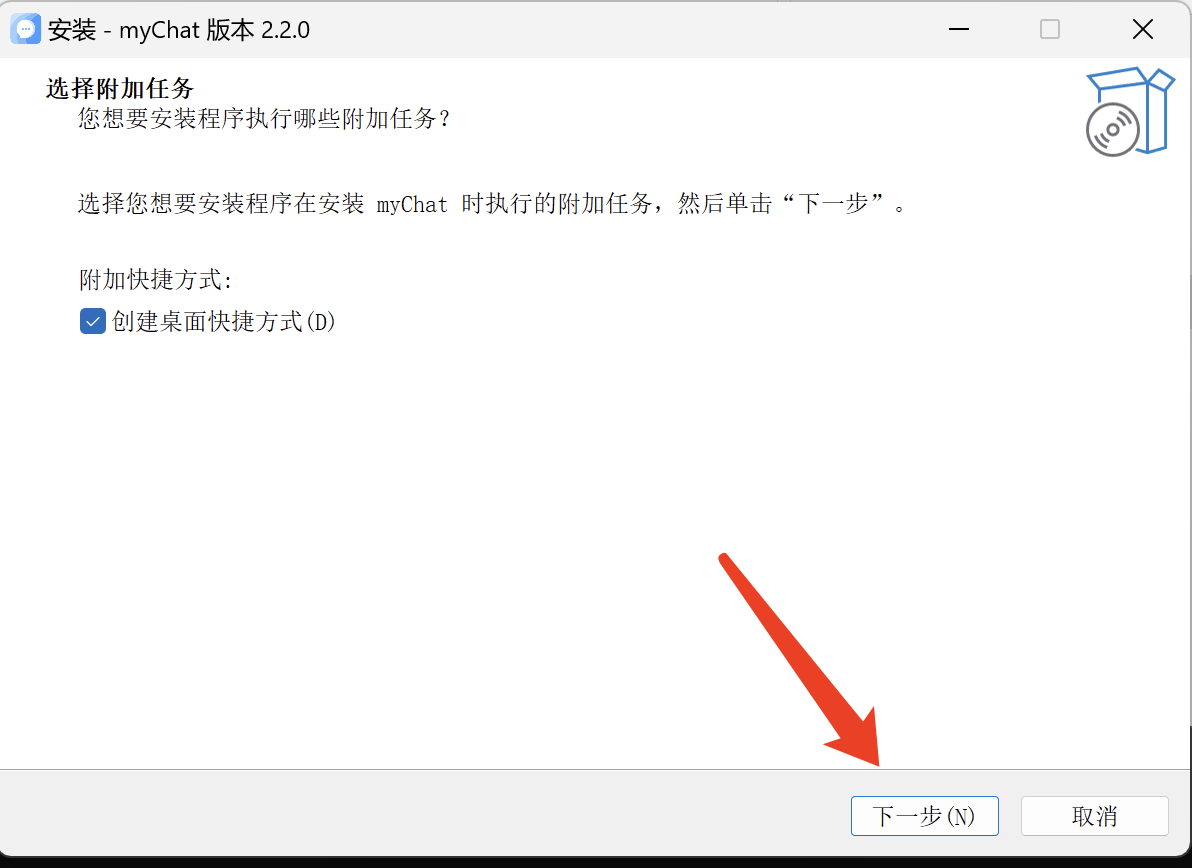 安装 - myChat 版本 2.2.0
选择附加任务
您想要安装程序执行哪些附加任务？
选择您想要安装程序在安装 myChat 时执行的附加任务，然后单击“下一步”。
附加快捷方式:
创建桌面快捷方式(D)
下一步(N)
取消